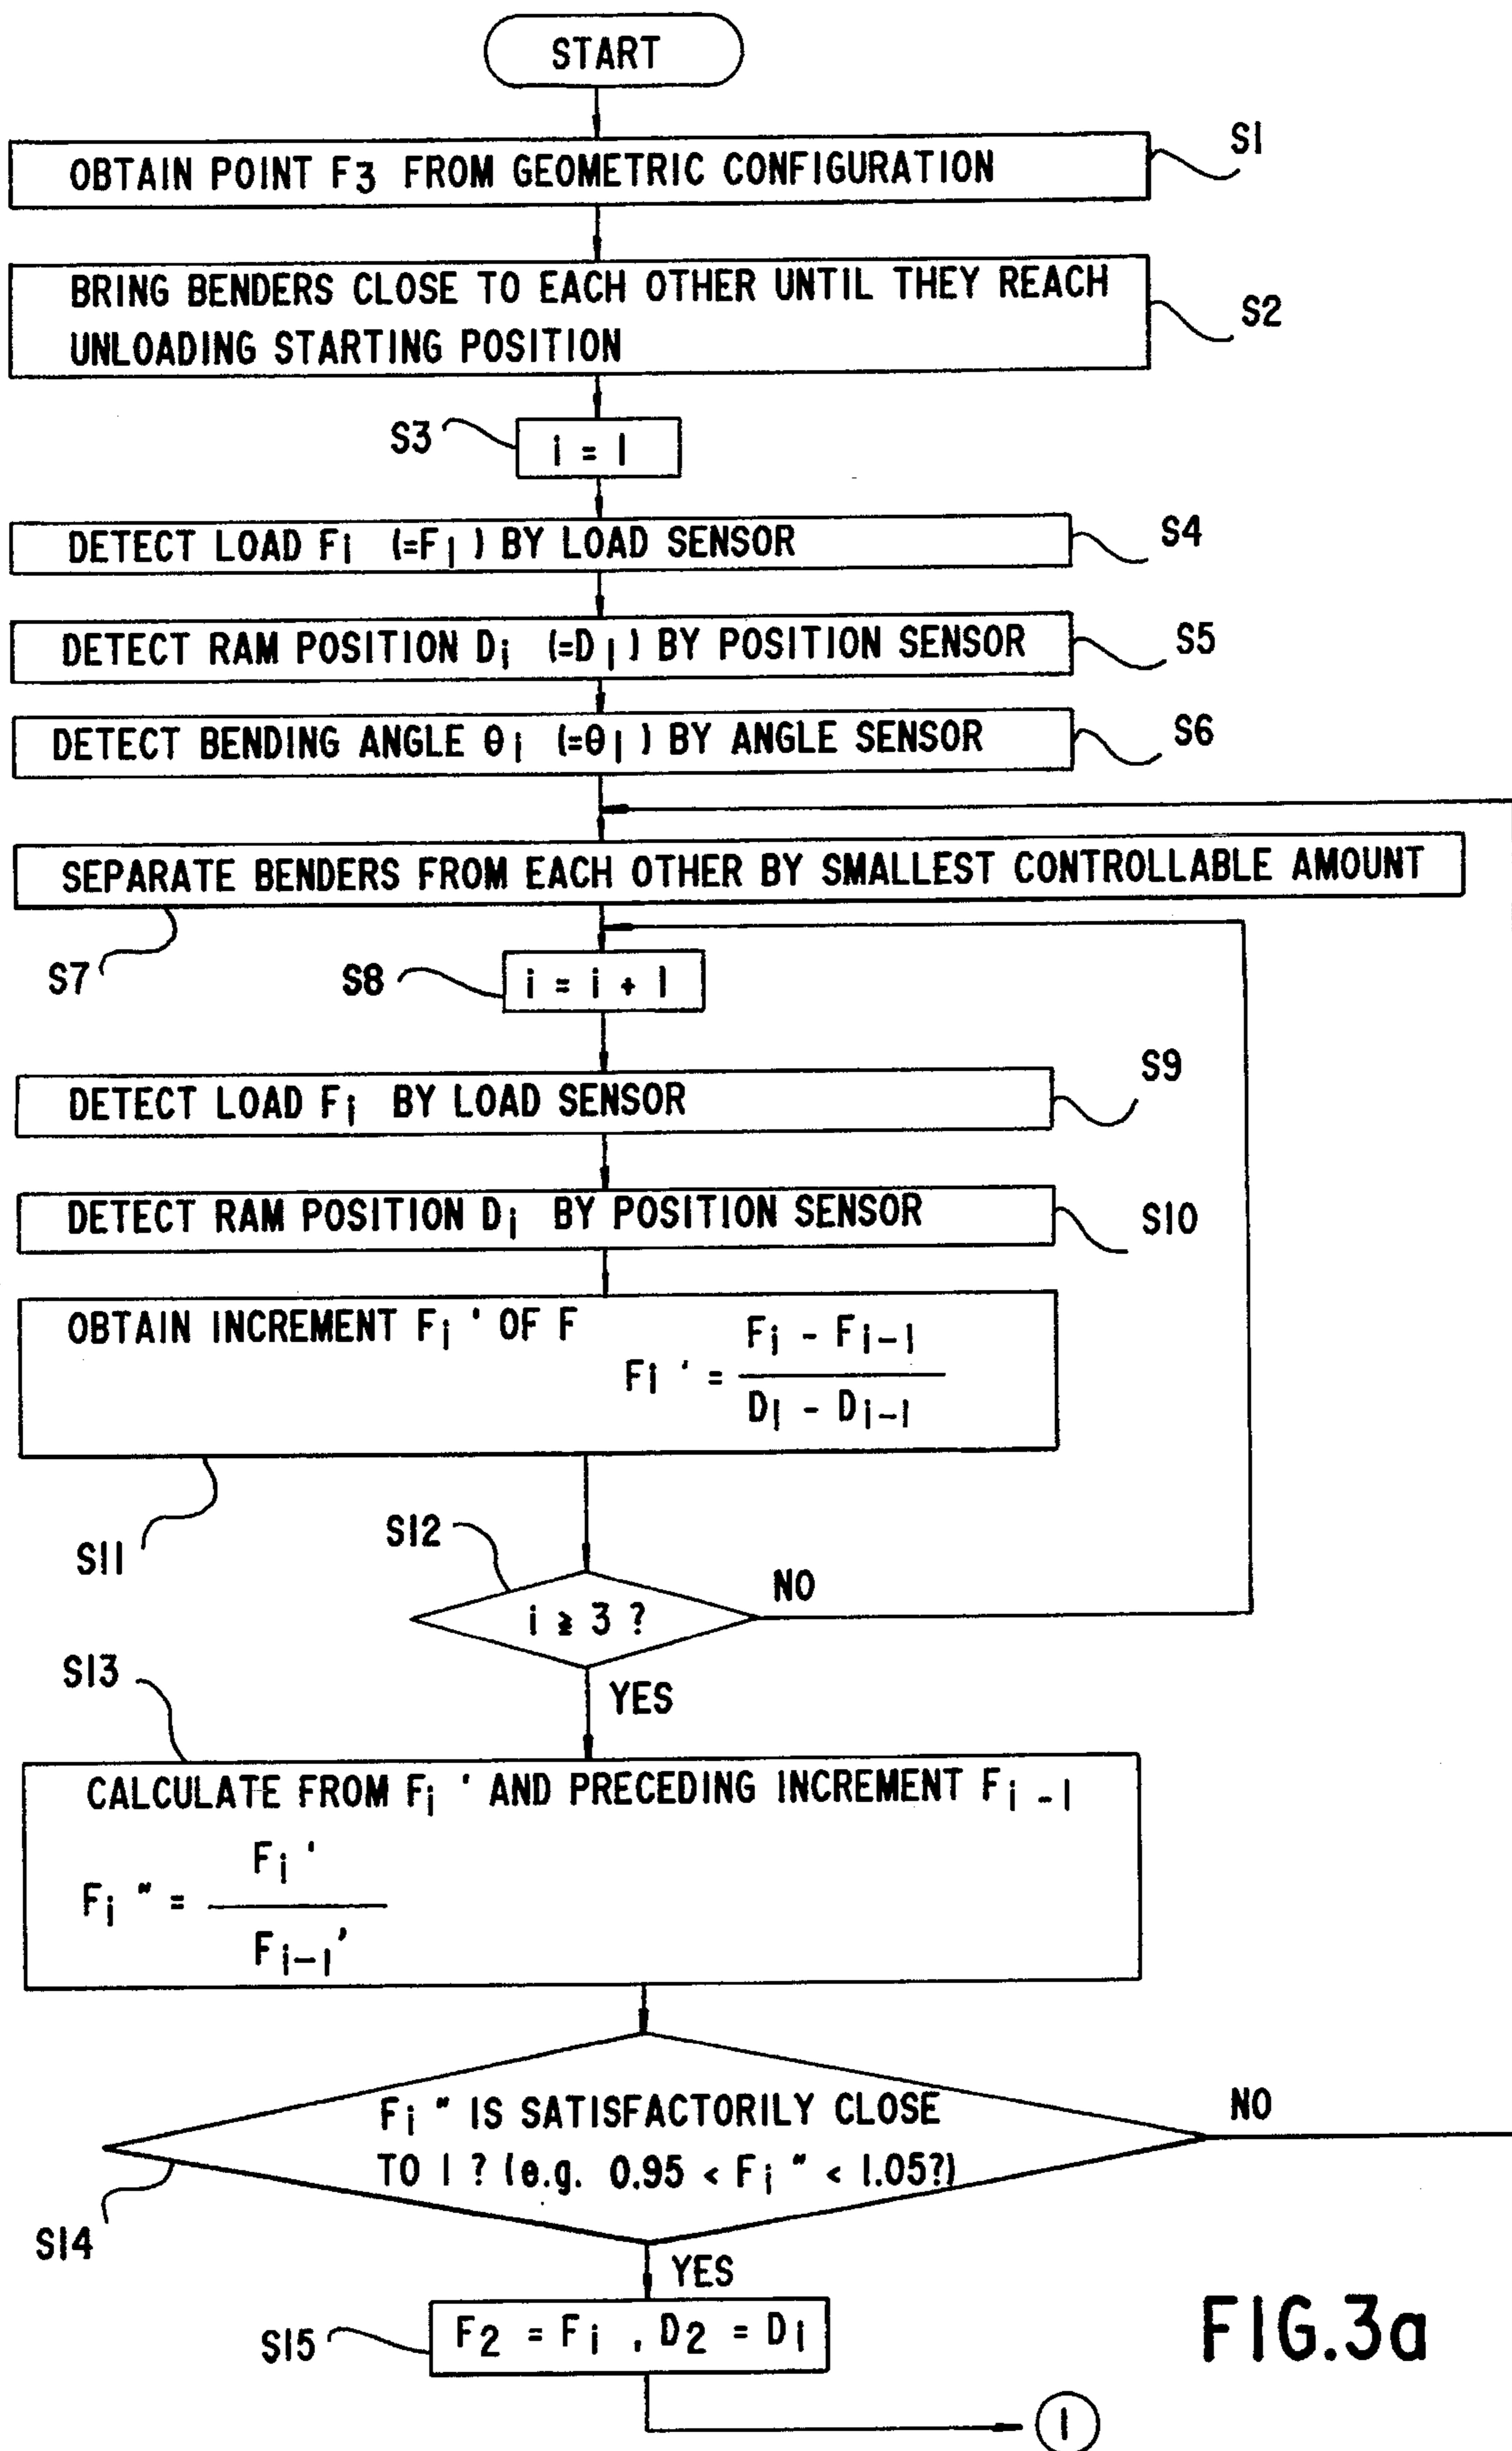 START
OBTAIN POINT F3 FROM GEOMETRIC CONFIGURATION
S1
BRING BENDERS CLOSE TO EACH OTHER UNTIL THEY REACH
UNLOADING STARTING POSITION
S2
S3
i = 1
DETECT LOAD Fi (=F1) BY LOAD SENSOR
S4
DETECT RAM POSITION Di (=D1) BY POSITION SENSOR
S5
DETECT BENDING ANGLE θi (=θ1) BY ANGLE SENSOR
S6
SEPARATE BENDERS FROM EACH OTHER BY SMALLEST CONTROLLABLE AMOUNT
S7
S8
i = i + 1
DETECT LOAD Fi BY LOAD SENSOR
S9
DETECT RAM POSITION Di BY POSITION SENSOR
S10
OBTAIN INCREMENT Fi ' OF F
Fi - Fi-1
Fi ' =
Di - Di-1
S11
S12
i ≧ 3 ?
NO
YES
S13
CALCULATE FROM Fi ' AND PRECEDING INCREMENT Fi -1
Fi '
Fi " =
Fi-1'
Fi " IS SATISFACTORILY CLOSE
TO 1 ? (e.g. 0.95 < Fi " < 1.05?)
NO
S14
YES
S15
F2 = Fi , D2 = Di
FIG.3a
1